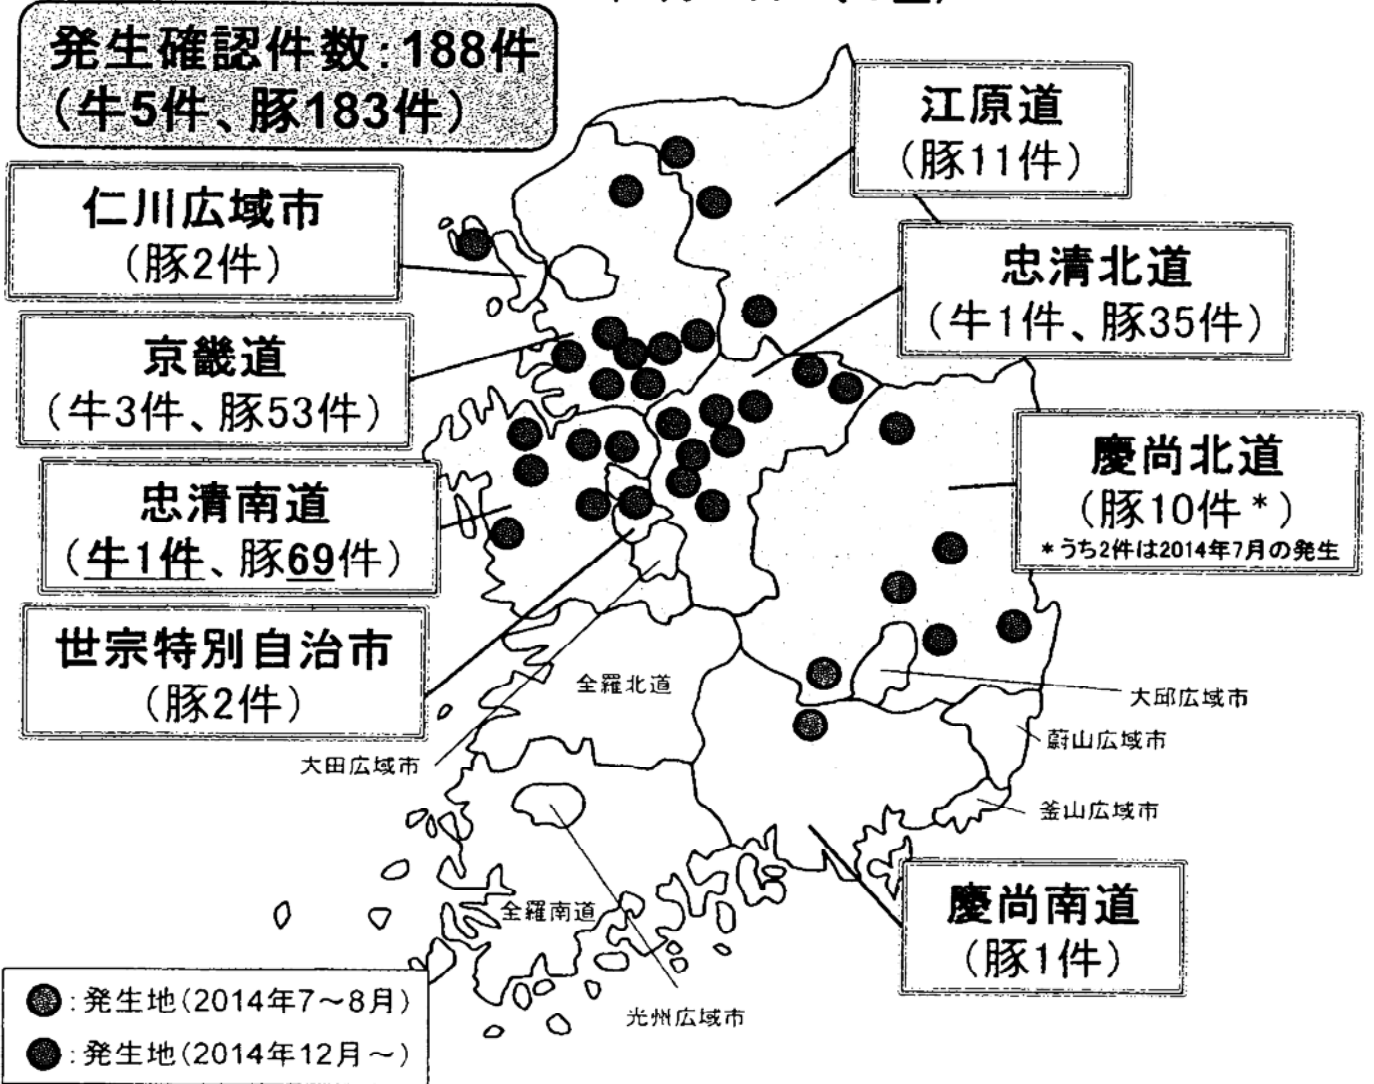 発生確認件数:188件
(牛5件、豚183件)
江原道
(豚11件)
仁川広域市
(豚2件)
忠清北道
(牛1件、豚35件)
京畿道
(牛3件、豚53件)
慶尚北道
(豚10件*)
*うち2件は2014年7月の発生
忠清南道
(牛1件、豚69件)
世宗特別自治市
(豚2件)
全羅北道
大邱広域市
蔚山広域市
大田広域市
釜山広域市
慶尚南道
(豚1件)
全羅南道
光州広域市
:発生地(2014年7~8月)
:発生地(2014年12月~)